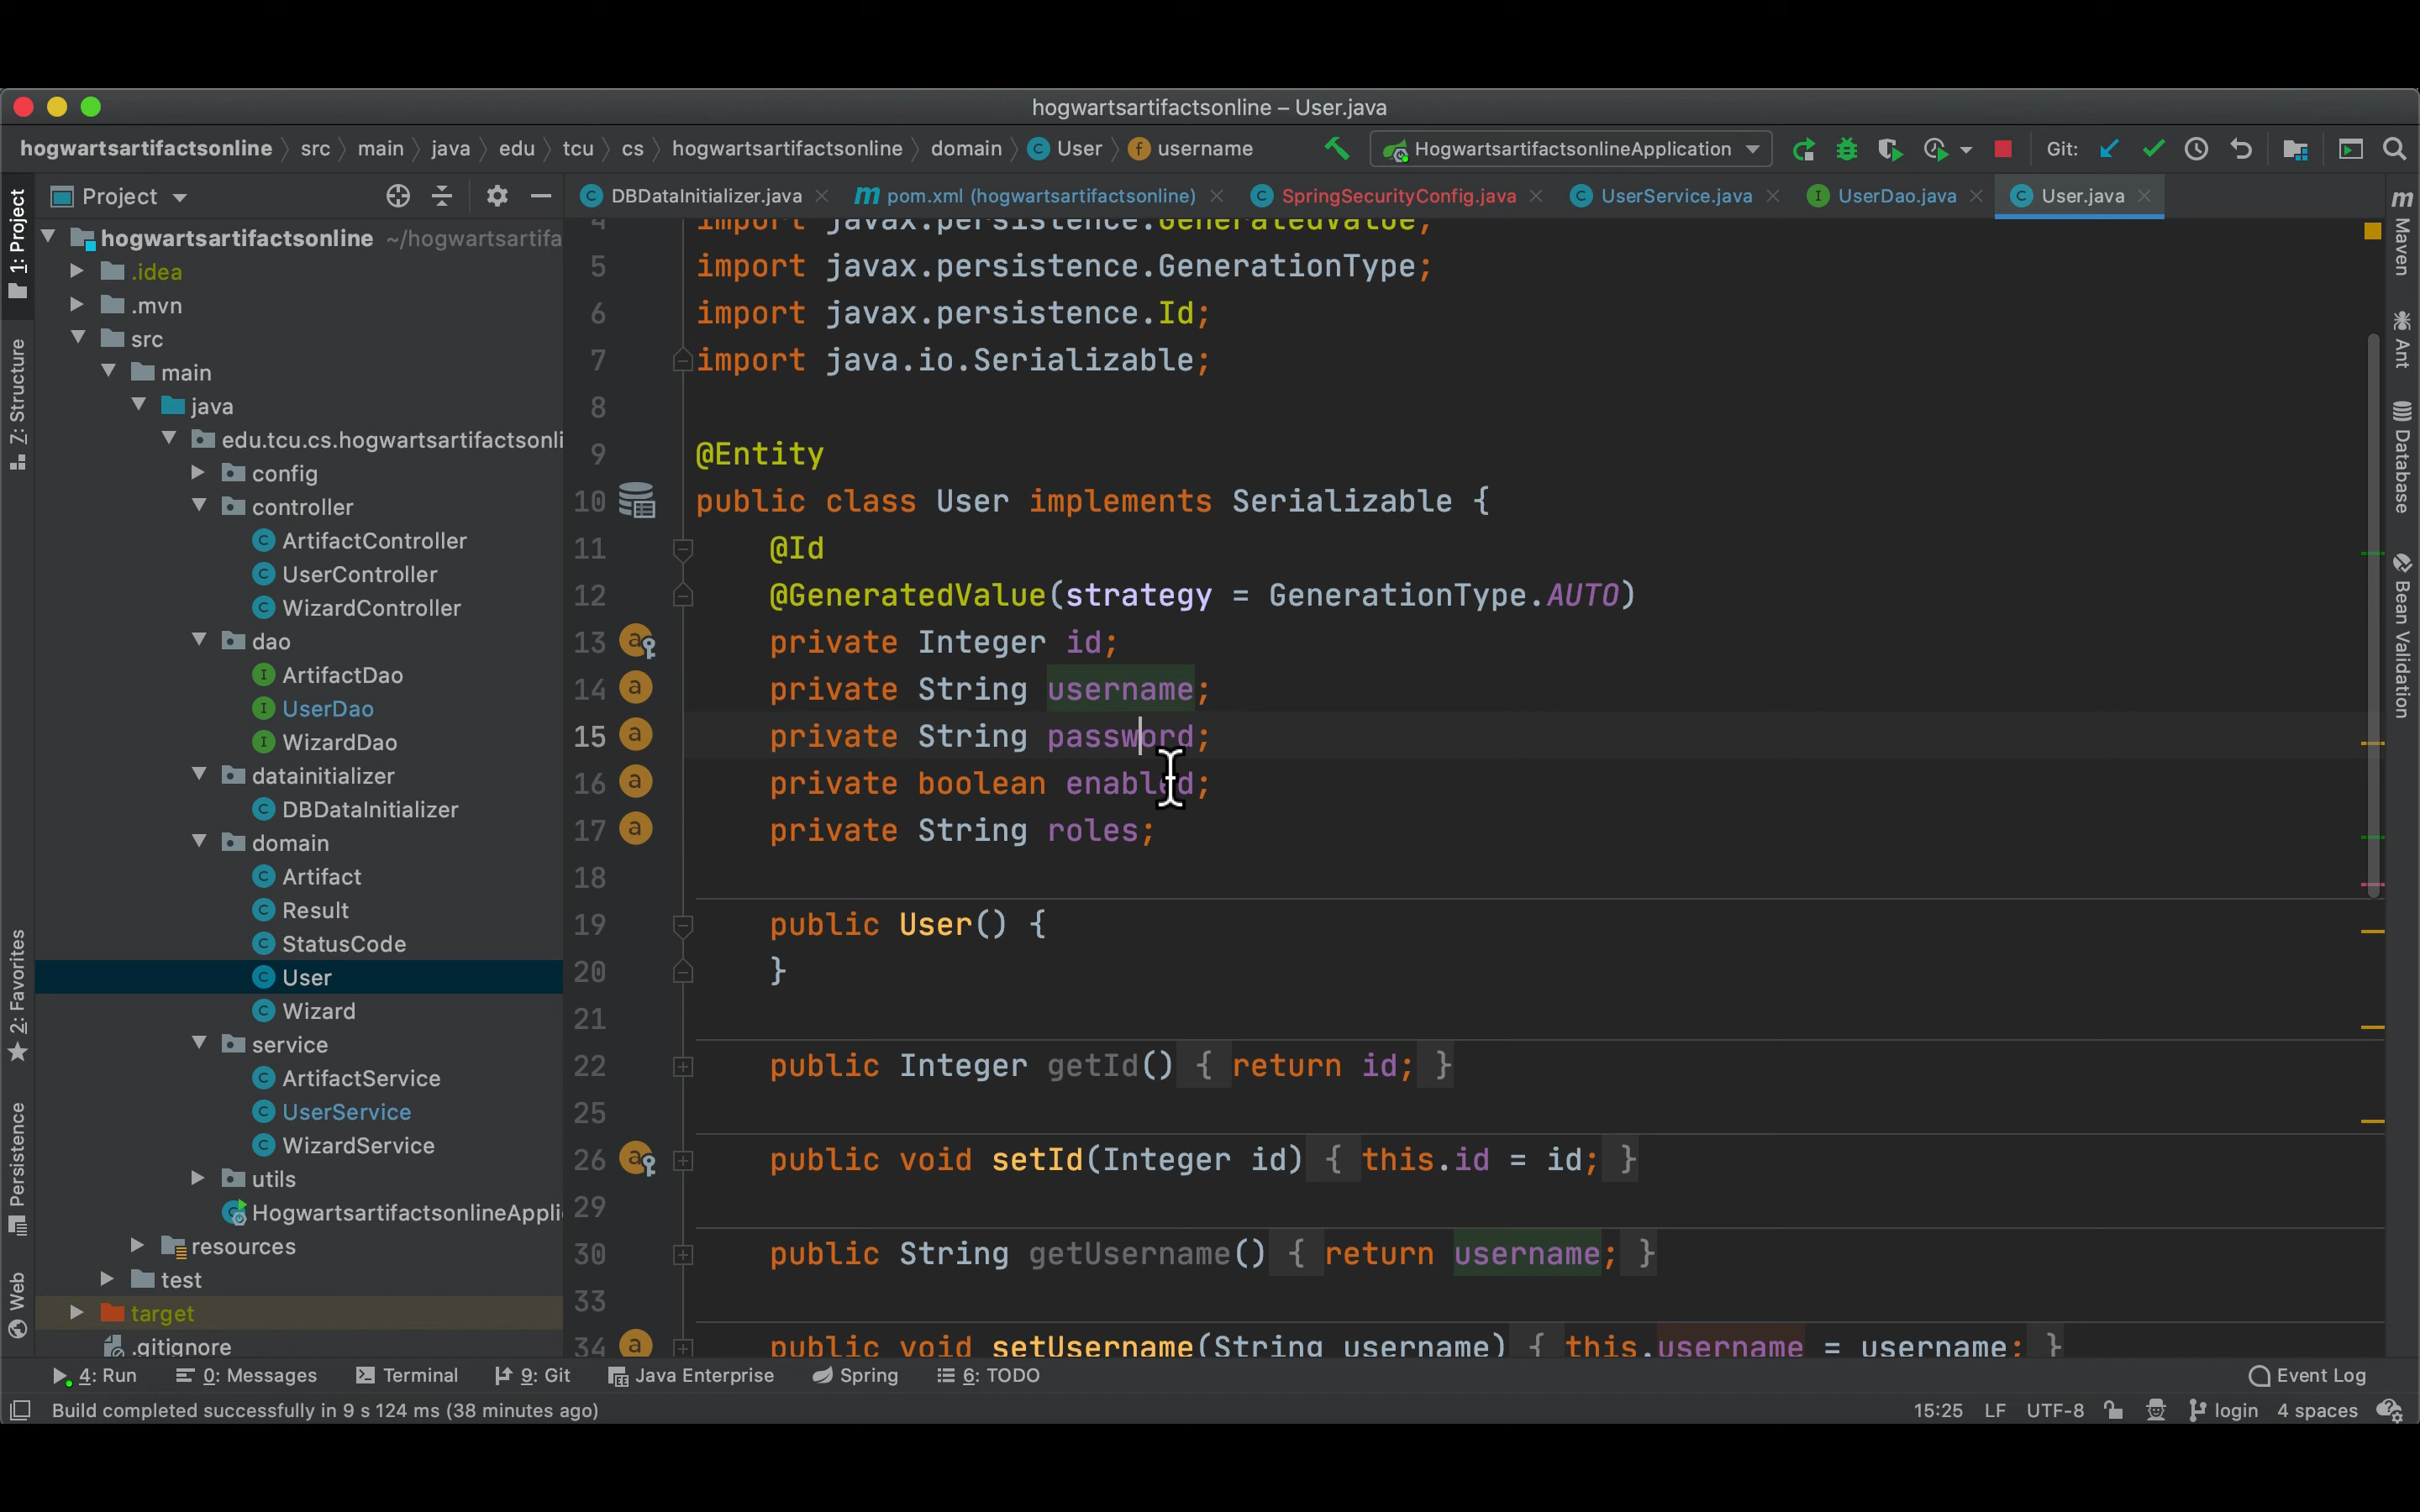 hogwartsartifactsonline – User.java
hogwartsartifactsonline src main java edu tcu cs hogwartsartifactsonline domain User username
HogwartsartifactsonlineApplication
Git:
Project
DBDataInitializer.java
pom.xml (hogwartsartifactsonline)
SpringSecurityConfig.java
UserService.java
UserDao.java
User.java
1: Project
7: Structure
2: Favorites
Persistence
Web
hogwartsartifactsonline ~/hogwartsartifa
.idea
.mvn
src
main
java
edu.tcu.cs.hogwartsartifactsonli
config
controller
ArtifactController
UserController
WizardController
dao
ArtifactDao
UserDao
WizardDao
datainitializer
DBDataInitializer
domain
Artifact
Result
StatusCode
User
Wizard
service
ArtifactService
UserService
WizardService
utils
HogwartsartifactsonlineAppli
resources
test
target
.gitignore
4 import javax.persistence.GeneratedValue;
5 import javax.persistence.GenerationType;
6 import javax.persistence.Id;
7 import java.io.Serializable;
8
9 @Entity
10 public class User implements Serializable {
11 @Id
12 @GeneratedValue(strategy = GenerationType.AUTO)
13 private Integer id;
14 private String username;
15 private String password;
16 private boolean enabled;
17 private String roles;
18
19 public User() {
20 }
21
22 public Integer getId() { return id; }
25
26 public void setId(Integer id) { this.id = id; }
29
30 public String getUsername() { return username; }
33
34 public void setUsername(String username) { this.username = username; }
Maven
Ant
Database
Bean Validation
4: Run
0: Messages
Terminal
9: Git
Java Enterprise
Spring
6: TODO
Event Log
Build completed successfully in 9 s 124 ms (38 minutes ago)
15:25 LF UTF-8 login 4 spaces